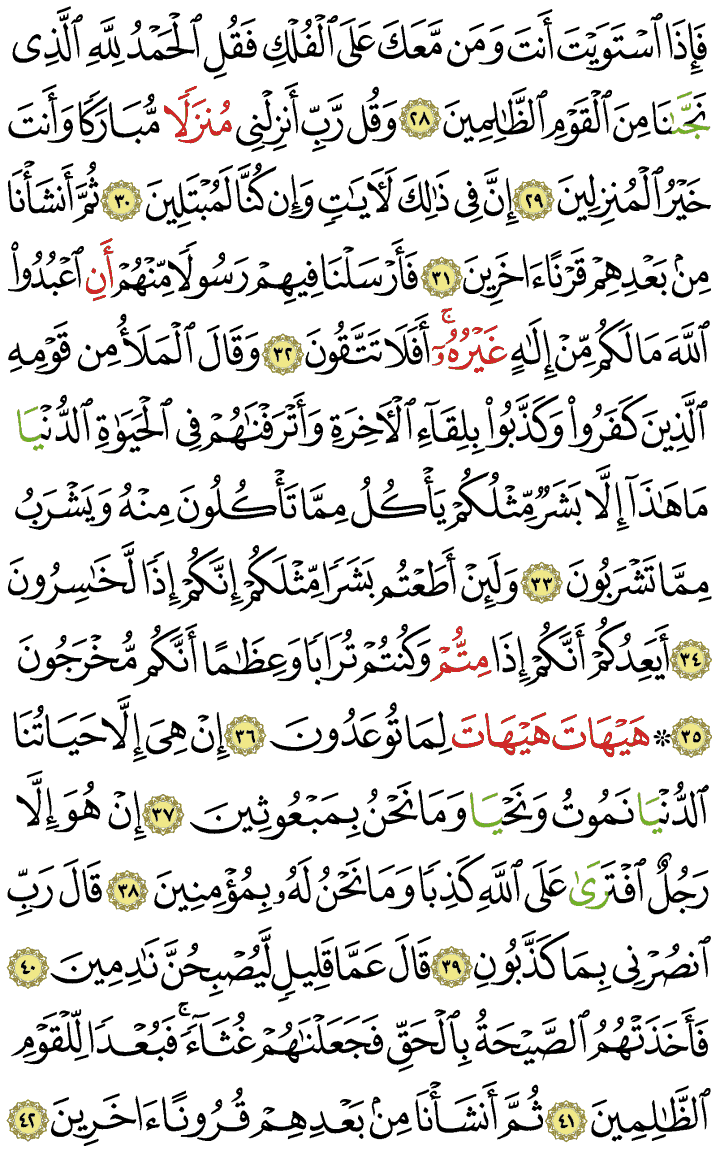 فَإِذَا ٱسْتَوَيْتَ أَنتَ وَمَن مَّعَكَ عَلَى ٱلْفُلْكِ فَقُلِ ٱلْحَمْدُ لِلَّهِ ٱلَّذِى
نَجَّىٰنَا مِنَ ٱلْقَوْمِ ٱلظَّٰلِمِينَ ٢٨ وَقُل رَّبِّ أَنزِلْنِى مُنزَلًا مُّبَارَكًا وَأَنتَ
خَيْرُ ٱلْمُنزِلِينَ ٢٩ إِنَّ فِى ذَٰلِكَ لَءَايَٰتٍ وَإِن كُنَّا لَمُبْتَلِينَ ٣٠ ثُمَّ أَنشَأْنَا
مِنۢ بَعْدِهِمْ قَرْنًا ءَاخَرِينَ ٣١ فَأَرْسَلْنَا فِيهِمْ رَسُولًا مِّنْهُمْ أَنِ ٱعْبُدُوا۟
ٱللَّهَ مَا لَكُم مِّنْ إِلَٰهٍ غَيْرُهُۥٓ ۚ أَفَلَا تَتَّقُونَ ٣٢ وَقَالَ ٱلْمَلَأُ مِن قَوْمِهِ
ٱلَّذِينَ كَفَرُوا۟ وَكَذَّبُوا۟ بِلِقَآءِ ٱلْءَاخِرَةِ وَأَتْرَفْنَٰهُمْ فِى ٱلْحَيَوٰةِ ٱلدُّنْيَا
مَا هَٰذَآ إِلَّا بَشَرٌ مِّثْلُكُمْ يَأْكُلُ مِمَّا تَأْكُلُونَ مِنْهُ وَيَشْرَبُ
مِمَّا تَشْرَبُونَ ٣٣ وَلَئِنْ أَطَعْتُم بَشَرًا مِّثْلَكُمْ إِنَّكُمْ إِذًا لَّخَٰسِرُونَ
٣٤ أَيَعِدُكُمْ أَنَّكُمْ إِذَا مِتُّمْ وَكُنتُمْ تُرَابًا وَعِظَٰمًا أَنَّكُم مُّخْرَجُونَ
٣٥ ۞ هَيْهَاتَ هَيْهَاتَ لِمَا تُوعَدُونَ ٣٦ إِنْ هِىَ إِلَّا حَيَاتُنَا
ٱلدُّنْيَا نَمُوتُ وَنَحْيَا وَمَا نَحْنُ بِمَبْعُوثِينَ ٣٧ إِنْ هُوَ إِلَّا
رَجُلٌ ٱفْتَرَىٰ عَلَى ٱللَّهِ كَذِبًا وَمَا نَحْنُ لَهُۥ بِمُؤْمِنِينَ ٣٨ قَالَ رَبِّ
ٱنصُرْنِى بِمَا كَذَّبُونِ ٣٩ قَالَ عَمَّا قَلِيلٍ لَّيُصْبِحُنَّ نَٰدِمِينَ ٤٠
فَأَخَذَتْهُمُ ٱلصَّيْحَةُ بِٱلْحَقِّ فَجَعَلْنَٰهُمْ غُثَآءً ۚ فَبُعْدًا لِّلْقَوْمِ
ٱلظَّٰلِمِينَ ٤١ ثُمَّ أَنشَأْنَا مِنۢ بَعْدِهِمْ قُرُونًا ءَاخَرِينَ ٤٢